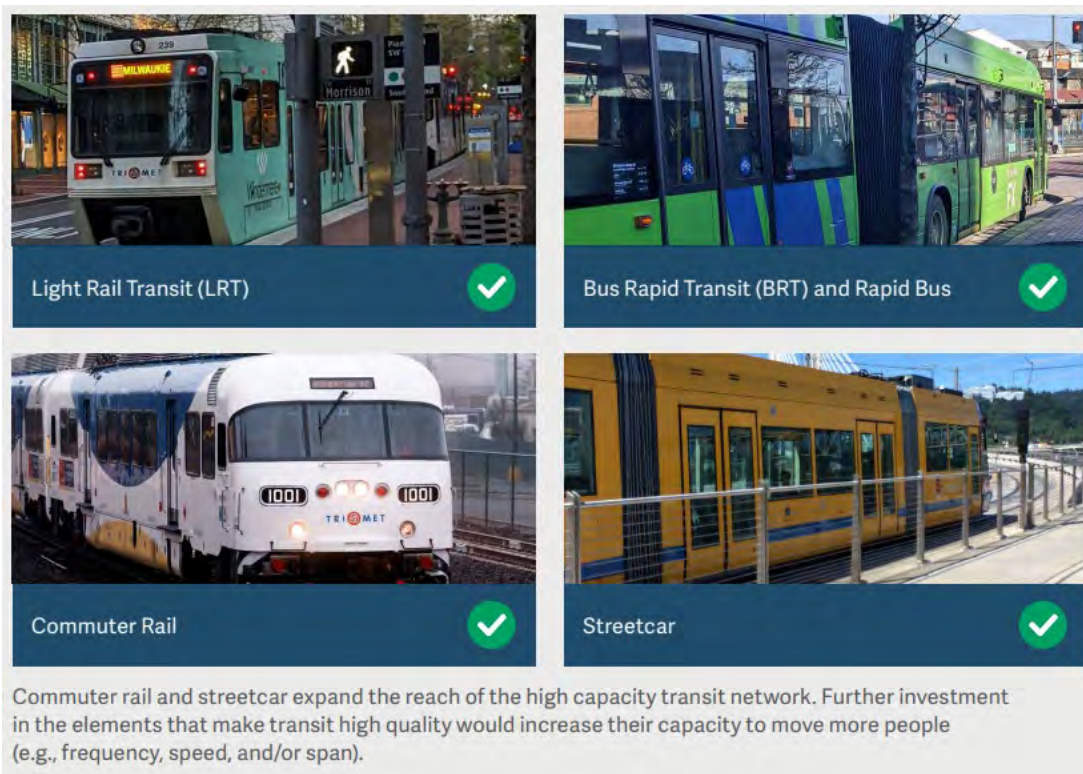 239
MILWAUKIE
Morrison
TRIMET
Light Rail Transit (LRT)
FX
Bus Rapid Transit (BRT) and Rapid Bus
1001 1001
TRIMET
Commuter Rail
Streetcar
Commuter rail and streetcar expand the reach of the high capacity transit network. Further investment
in the elements that make transit high quality would increase their capacity to move more people
(e.g., frequency, speed, and/or span).